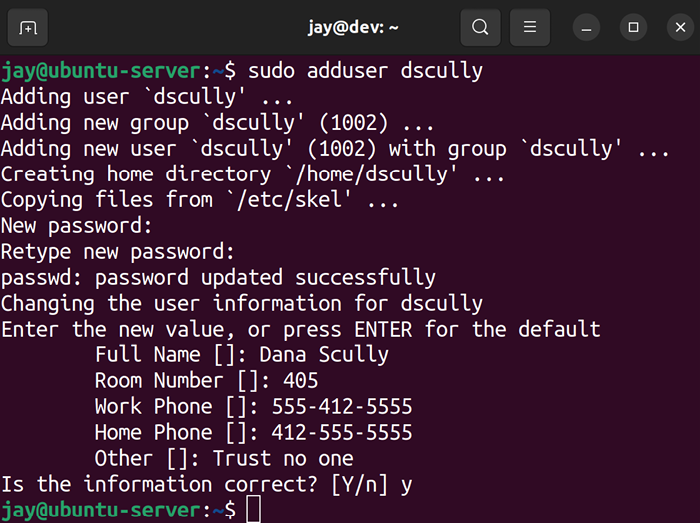 jay@dev: ~
jay@ubuntu-server:~$ sudo adduser dscully
Adding user `dscully' ...
Adding new group `dscully' (1002) ...
Adding new user `dscully' (1002) with group `dscully' ...
Creating home directory `/home/dscully' ...
Copying files from `/etc/skel' ...
New password:
Retype new password:
passwd: password updated successfully
Changing the user information for dscully
Enter the new value, or press ENTER for the default
        Full Name []: Dana Scully
        Room Number []: 405
        Work Phone []: 555-412-5555
        Home Phone []: 412-555-5555
        Other []: Trust no one
Is the information correct? [Y/n] y
jay@ubuntu-server:~$